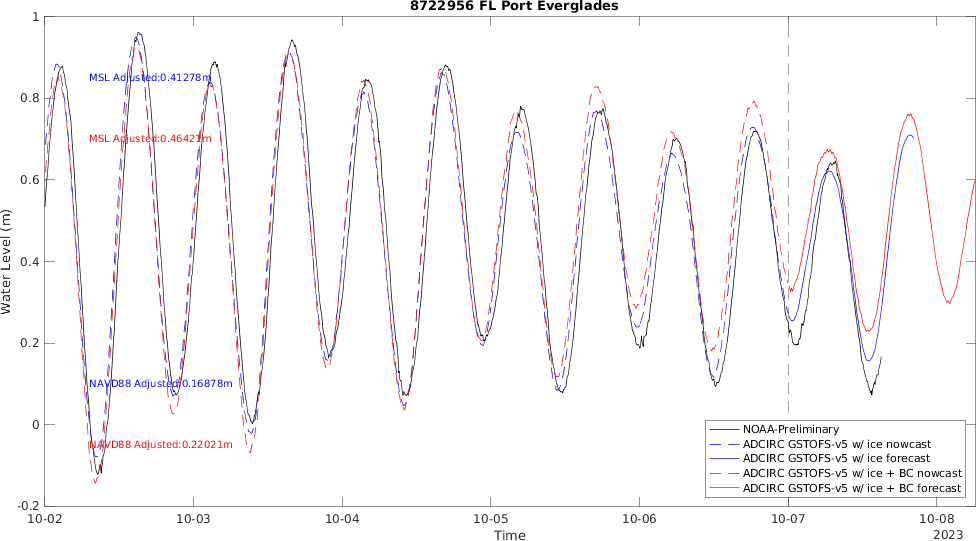 8722956 FL Port Everglades
1
0.8
0.6
0.4
0.2
0
-0.2
Water Level (m)
MSL Adjusted:0.41278m
MSL Adjusted:0.46421m
NAVD88 Adjusted:0.16878m
NAVD88 Adjusted:0.22021m
NOAA-Preliminary
ADCIRC GSTOFS-v5 w/ ice nowcast
ADCIRC GSTOFS-v5 w/ ice forecast
ADCIRC GSTOFS-v5 w/ice + BC nowcast
ADCIRC GSTOFS-v5 w/ice + BC forecast
10-02 10-03 10-04 10-05 10-06 10-07 10-08
Time
2023